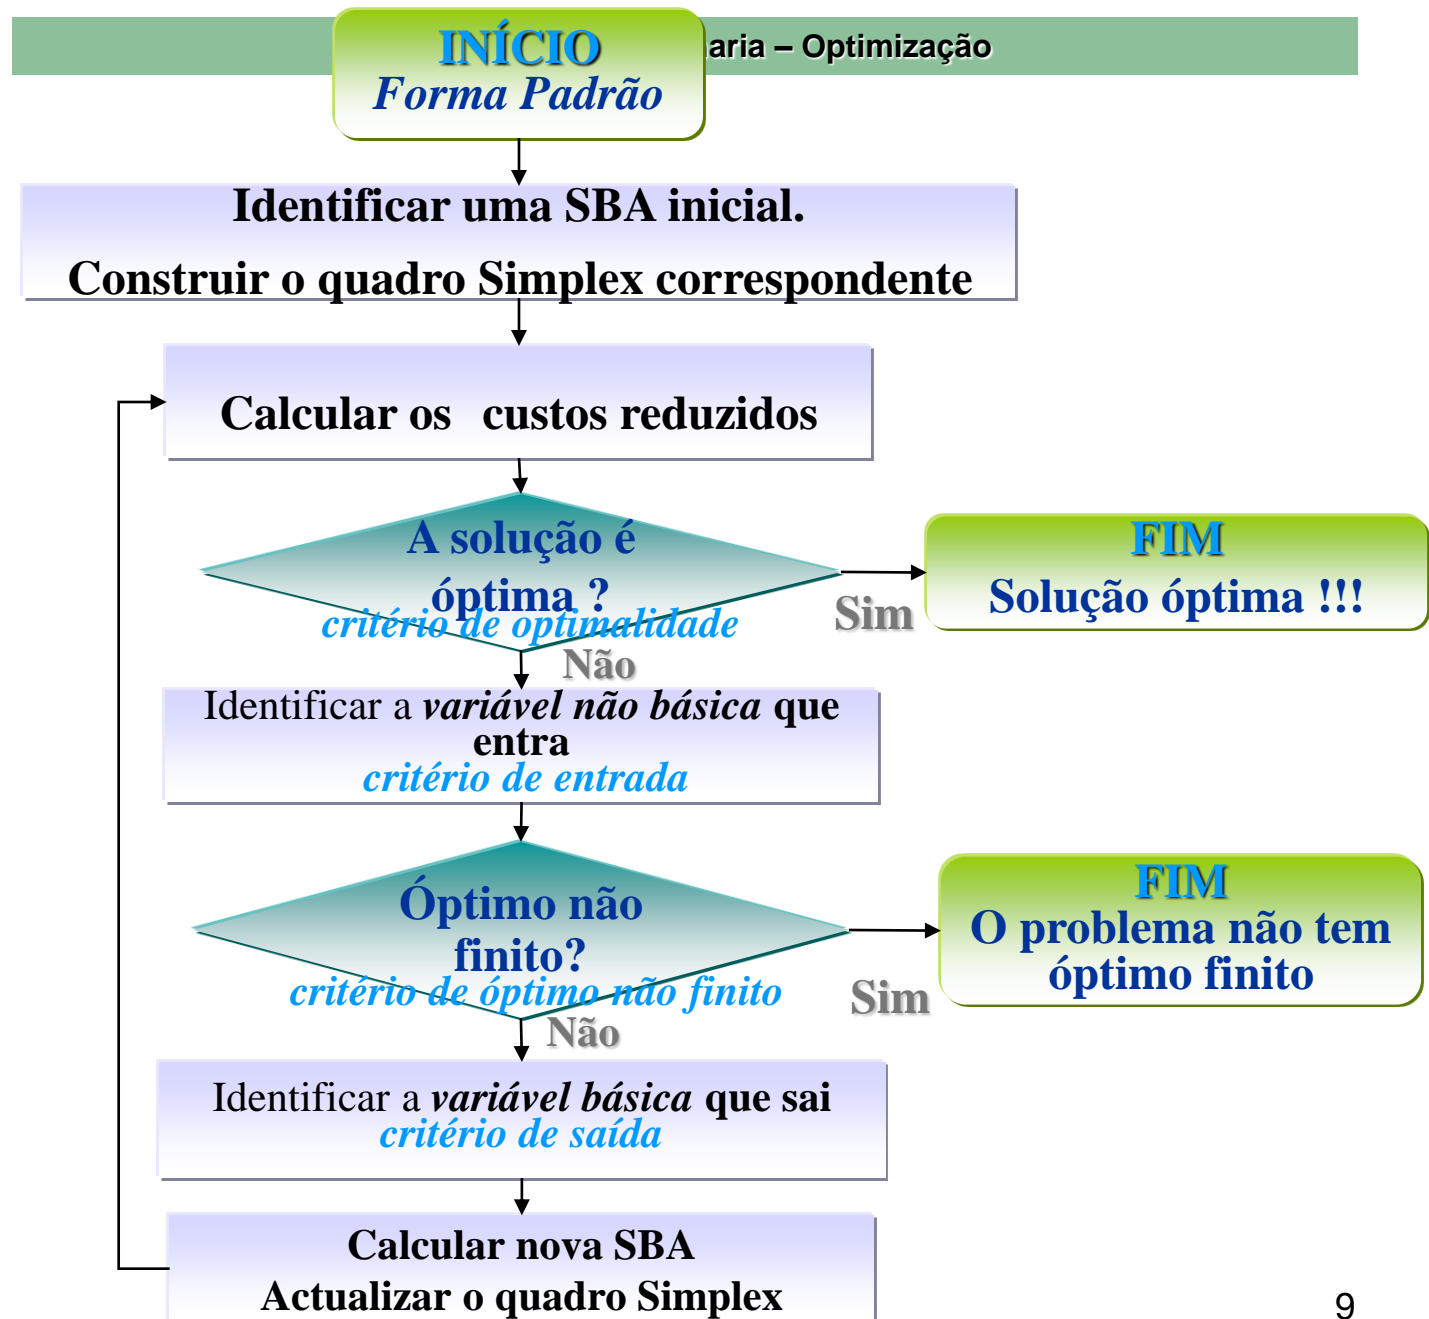 aria – Optimização
INÍCIO
Forma Padrão
Identificar uma SBA inicial.
Construir o quadro Simplex correspondente
Calcular os custos reduzidos
A solução é
óptima ?
critério de optimalidade
Sim
FIM
Solução óptima !!!
Não
Identificar a variável não básica que
entra
critério de entrada
Óptimo não
finito?
critério de óptimo não finito
Sim
FIM
O problema não tem
óptimo finito
Não
Identificar a variável básica que sai
critério de saída
Calcular nova SBA
Actualizar o quadro Simplex
9